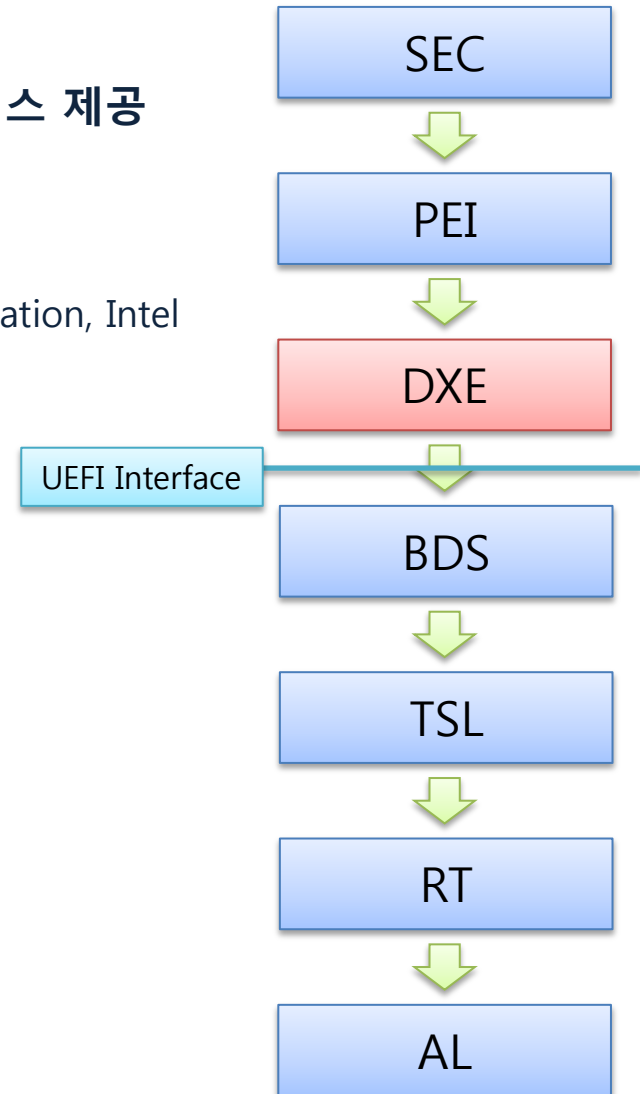 SEC
스 제공
PEI
ation, Intel
DXE
UEFI Interface
BDS
TSL
RT
AL